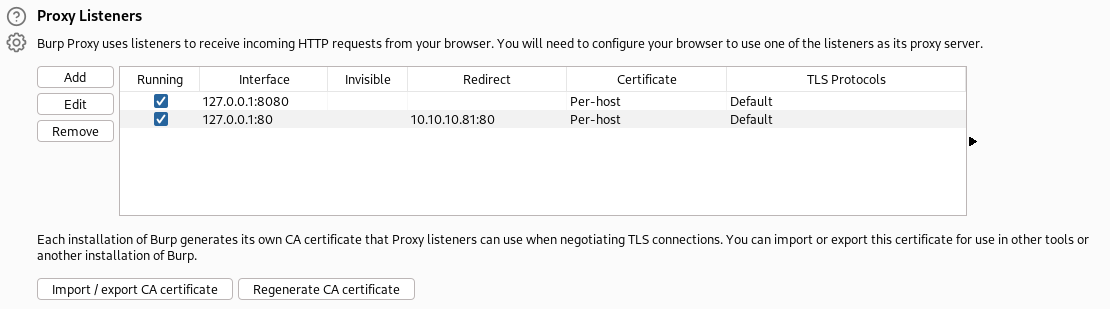 Proxy Listeners
Burp Proxy uses listeners to receive incoming HTTP requests from your browser. You will need to configure your browser to use one of the listeners as its proxy server.
Add
Edit
Remove
Running Interface Invisible Redirect Certificate TLS Protocols
127.0.0.1:8080 Per-host Default
127.0.0.1:80 10.10.10.81:80 Per-host Default
Each installation of Burp generates its own CA certificate that Proxy listeners can use when negotiating TLS connections. You can import or export this certificate for use in other tools or
another installation of Burp.
Import / export CA certificate Regenerate CA certificate